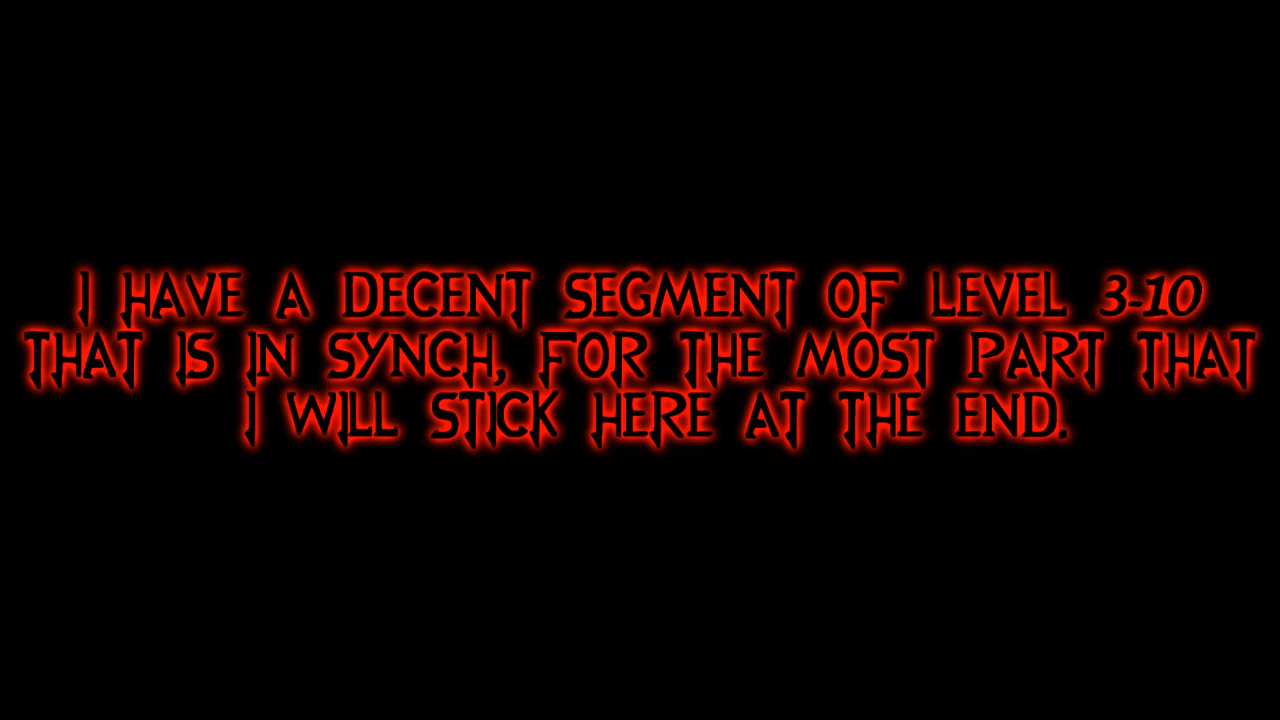 I HAVE A DECENT SEGMENT OF LEVEL 3-10
THAT IS IN SYNCH, FOR THE MOST PART THAT
I WILL STICK HERE AT THE END.